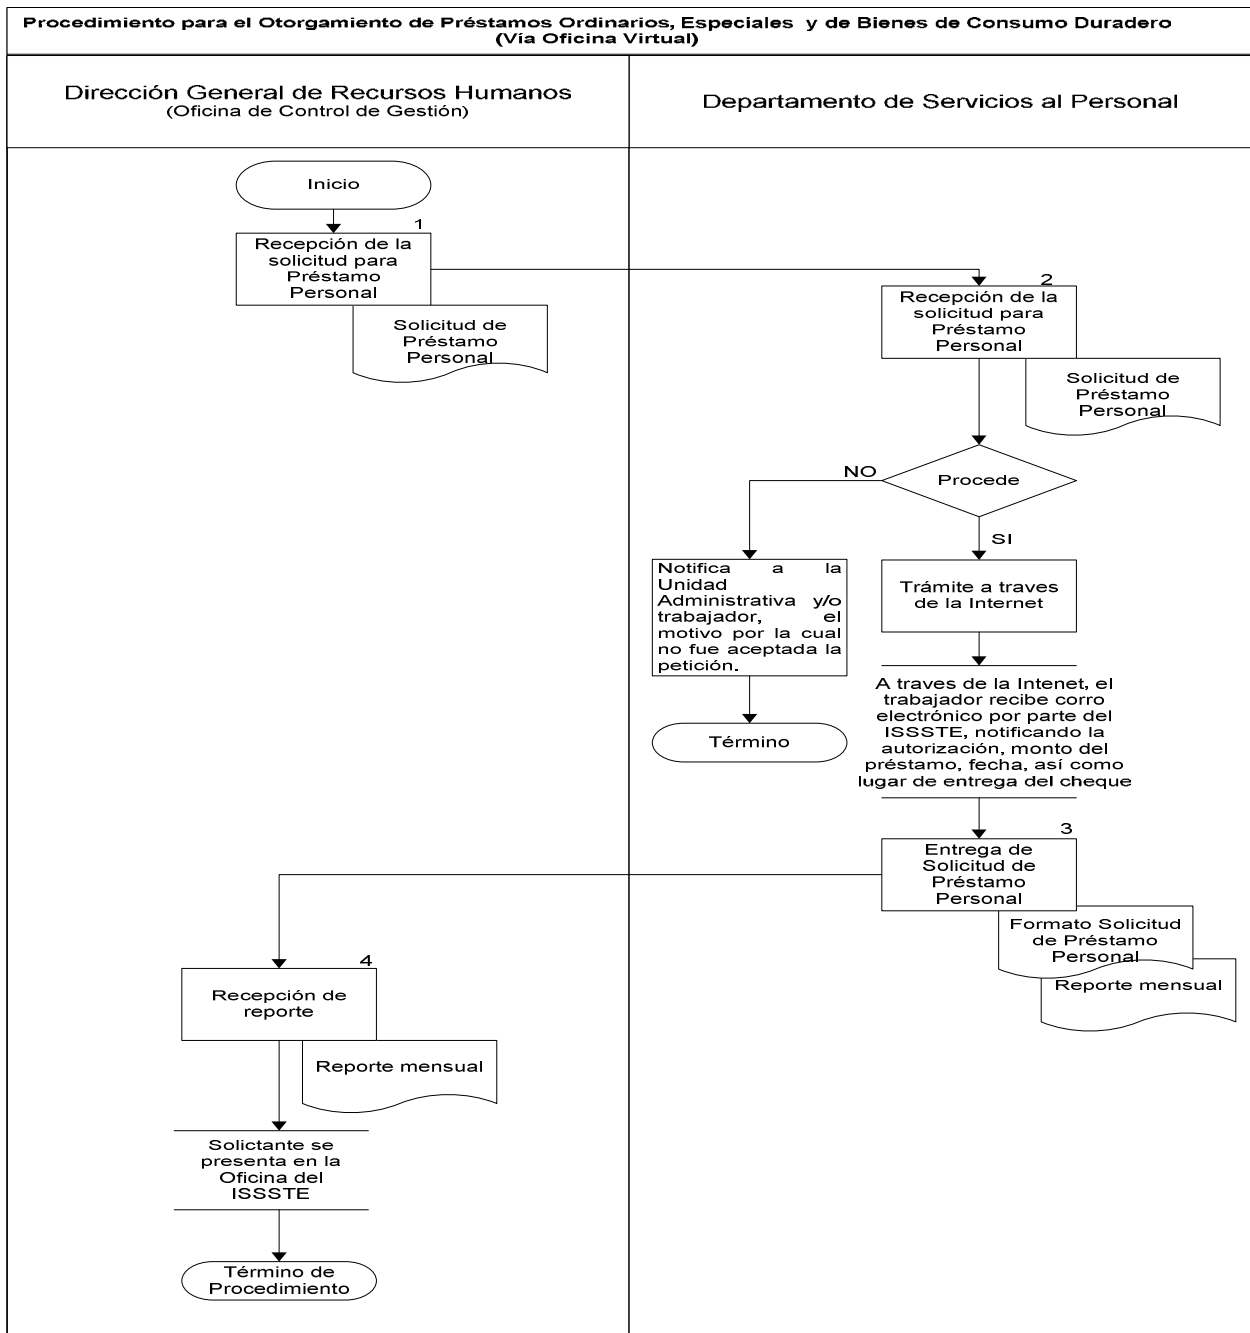 Procedimiento para el Otorgamiento de Préstamos Ordinarios, Especiales y de Bienes de Consumo Duradero
(Vía Oficina Virtual)
Dirección General de Recursos Humanos
(Oficina de Control de Gestión)
Departamento de Servicios al Personal
Inicio
1
Recepción de la
solicitud para
Préstamo
Personal
Solicitud de
Préstamo
Personal
2
Recepción de la
solicitud para
Préstamo
Personal
Solicitud de
Préstamo
Personal
Procede
NO
SI
Notifica a la
Unidad
Administrativa y/o
trabajador, el
motivo por la cual
no fue aceptada la
petición.
Término
Trámite a traves
de la Internet
A traves de la Intenet, el
trabajador recibe corro
electrónico por parte del
ISSSTE, notificando la
autorización, monto del
préstamo, fecha, así como
lugar de entrega del cheque
3
Entrega de
Solicitud de
Préstamo
Personal
Formato Solicitud
de Préstamo
Personal
Reporte mensual
4
Recepción de
reporte
Reporte mensual
Solictante se
presenta en la
Oficina del
ISSSTE
Término de
Procedimiento